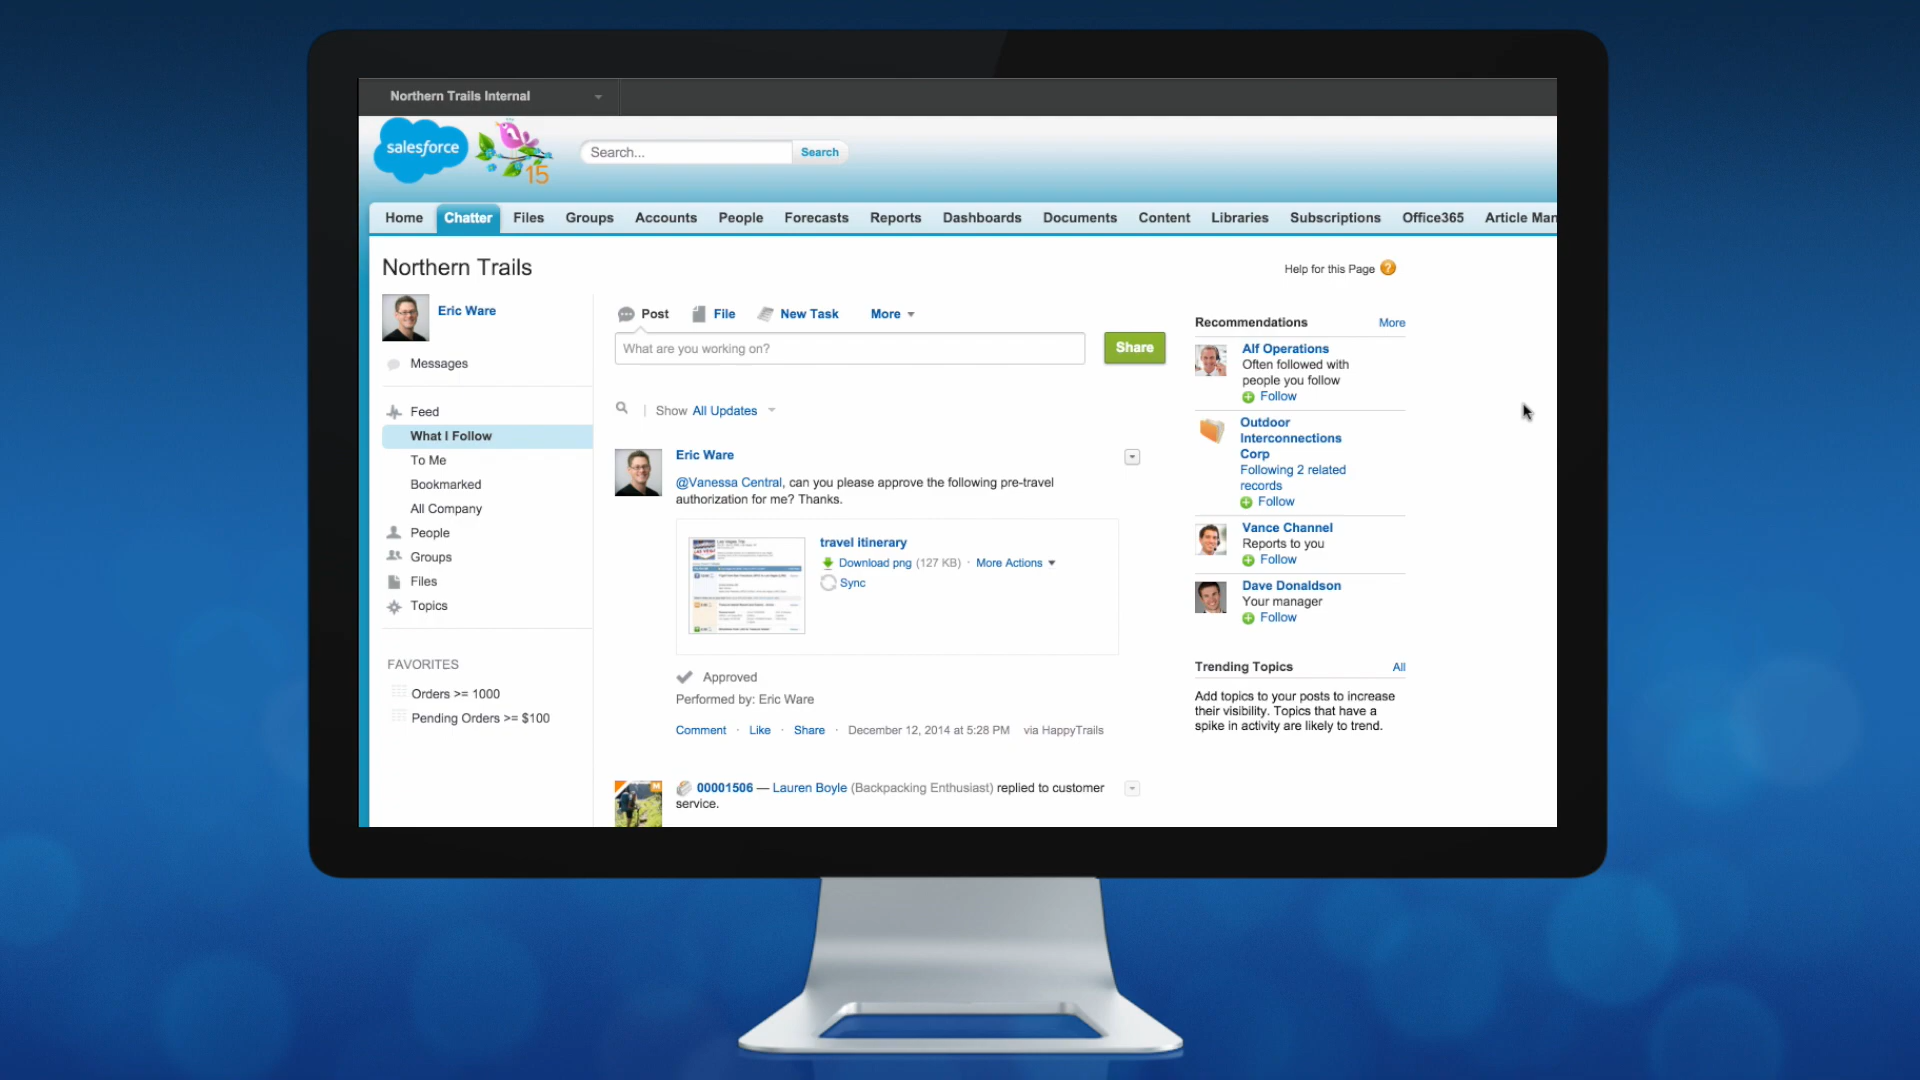 Northern Trails Internal
salesforce
15
Search...
Search
Home
Chatter
Files
Groups
Accounts
People
Forecasts
Reports
Dashboards
Documents
Content
Libraries
Subscriptions
Office365
Article Man
Northern Trails
Help for this Page
?
Eric Ware
Messages
Feed
What I Follow
To Me
Bookmarked
All Company
People
Groups
Files
Topics
FAVORITES
Orders >= 1000
Pending Orders >= $100
Post
File
New Task
More
What are you working on?
Share
Show All Updates
Eric Ware
@Vanessa Central, can you please approve the following pre-travel
authorization for me? Thanks.
travel itinerary
Download png (127 KB) · More Actions
Sync
Approved
Performed by: Eric Ware
Comment · Like · Share · December 12, 2014 at 5:28 PM via HappyTrails
00001506 — Lauren Boyle (Backpacking Enthusiast) replied to customer
service.
Recommendations
More
Alf Operations
Often followed with
people you follow
Follow
Outdoor
Interconnections
Corp
Following 2 related
records
Follow
Vance Channel
Reports to you
Follow
Dave Donaldson
Your manager
Follow
Trending Topics
All
Add topics to your posts to increase
their visibility. Topics that have a
spike in activity are likely to trend.